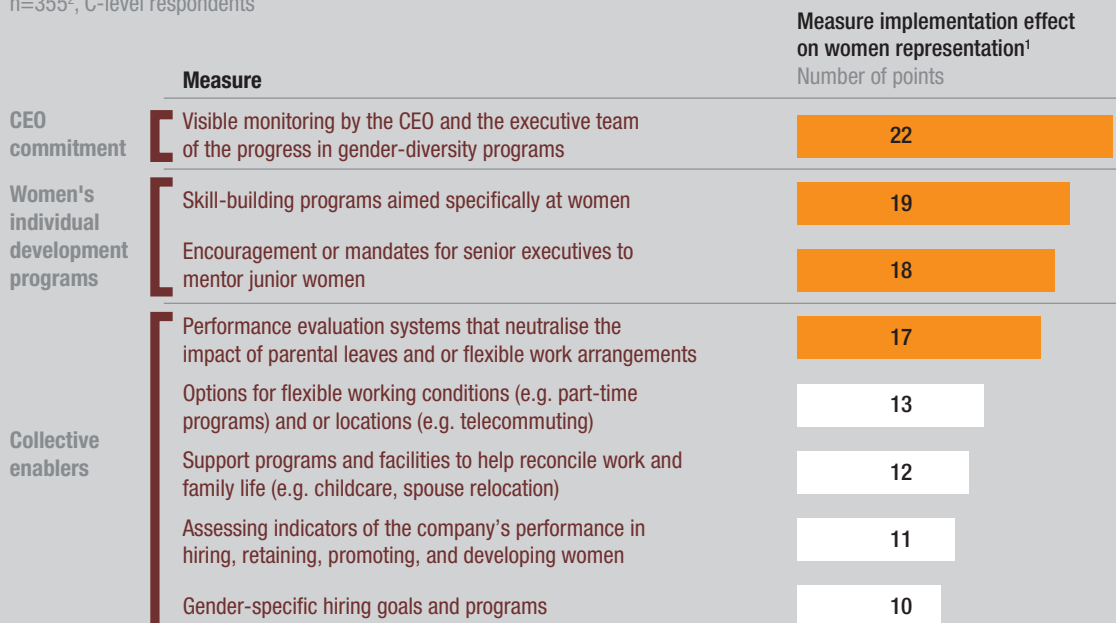 n=355², C-level respondents
Measure implementation effect
on women representation¹
Number of points
Measure
CEO
commitment
Visible monitoring by the CEO and the executive team
of the progress in gender-diversity programs
22
Women's
individual
development
programs
Skill-building programs aimed specifically at women
19
Encouragement or mandates for senior executives to
mentor junior women
18
Collective
enablers
Performance evaluation systems that neutralise the
impact of parental leaves and or flexible work arrangements
17
Options for flexible working conditions (e.g. part-time
programs) and or locations (e.g. telecommuting)
13
Support programs and facilities to help reconcile work and
family life (e.g. childcare, spouse relocation)
12
Assessing indicators of the company's performance in
hiring, retaining, promoting, and developing women
11
Gender-specific hiring goals and programs
10